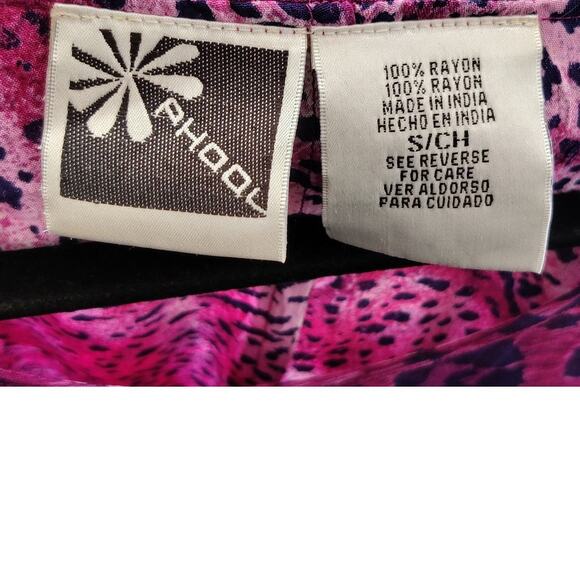 PHOOL
100% RAYON
100% RAYON
MADE IN INDIA
HECHO EN INDIA
S/CH
SEE REVERSE
FOR CARE
VER ALDORSO
PARA CUIDADO